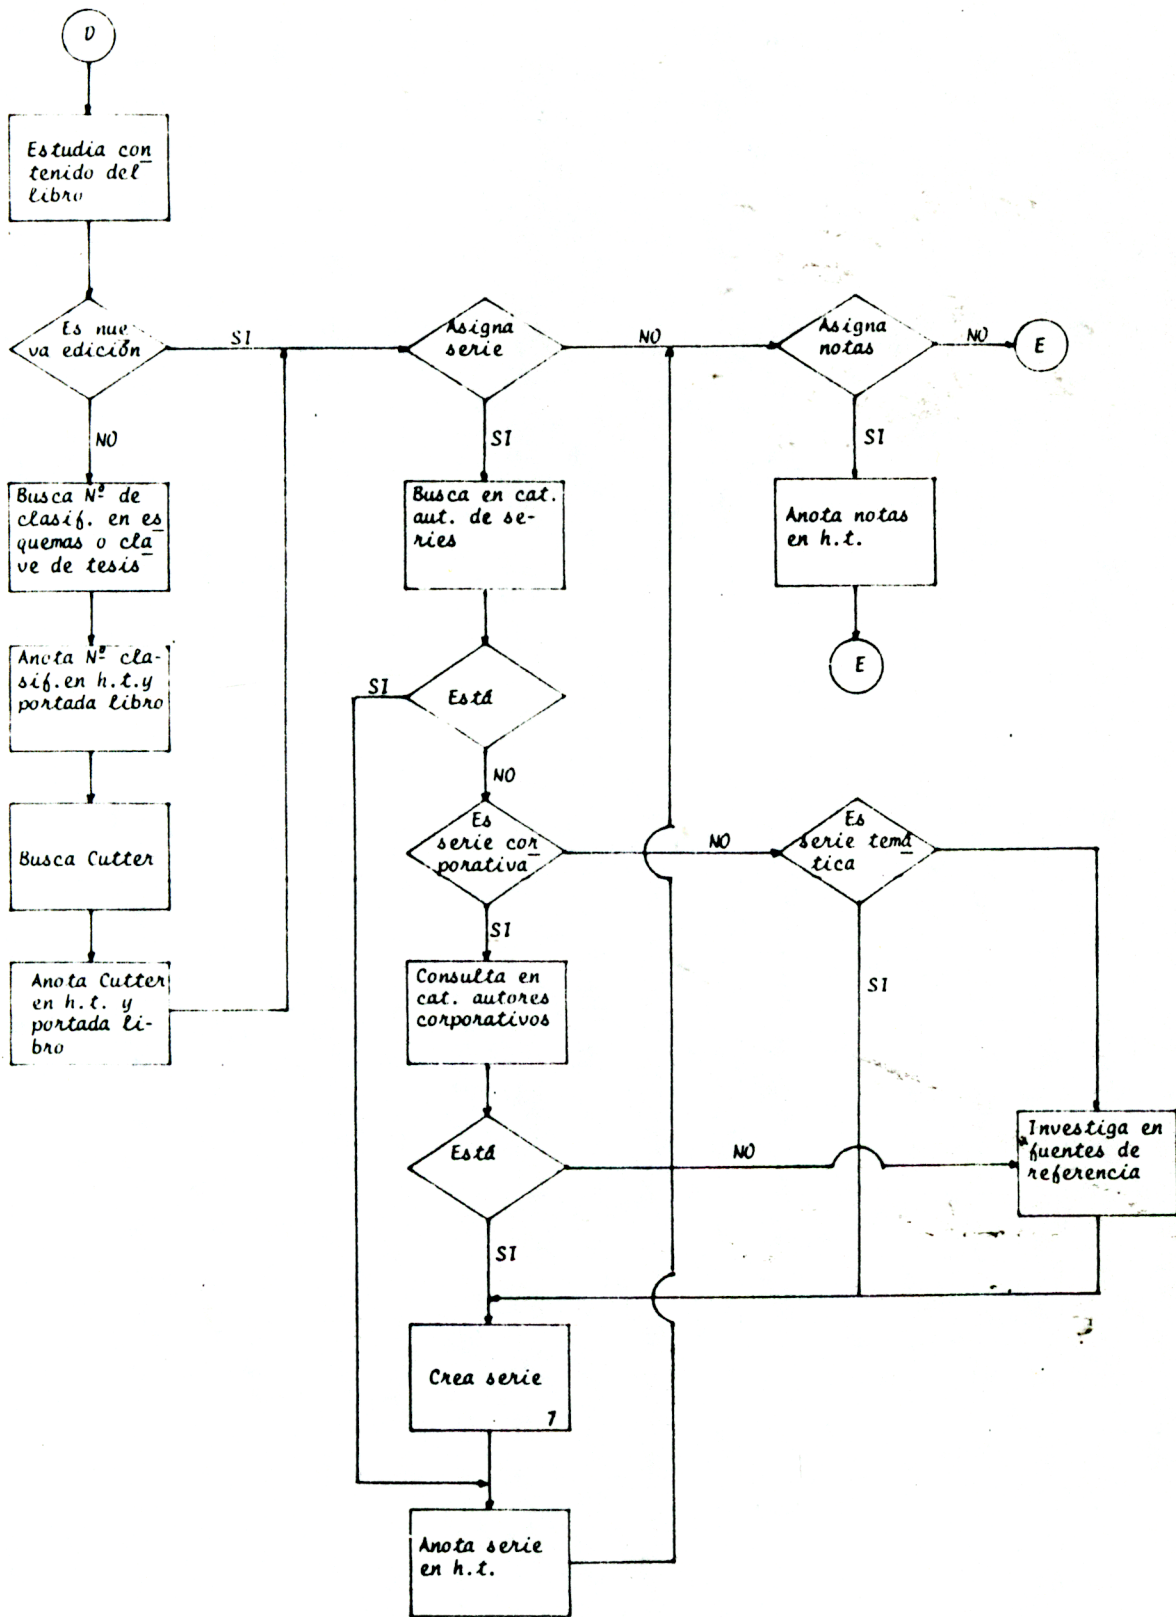 D
Estudia con
tenido del
libro
Es nue
va edición
SI
NO
Busca Nº de
clasif. en es
quemas o cla
ve de tesis
Anota Nº cla-
sif. en h.t. y
portada libro
Busca Cutter
Anota Cutter
en h.t. y
portada li-
bro
Asigna
serie
NO
SI
Busca en cat.
aut. de se-
ries
Está
SI
NO
Es
serie cor
porativa
NO
SI
Consulta en
cat. autores
corporativos
Está
NO
SI
Crea serie
7
Anota serie
en h.t.
Asigna
notas
NO
E
SI
Anota notas
en h.t.
E
Es
serie temá
tica
SI
Investiga en
fuentes de
referencia